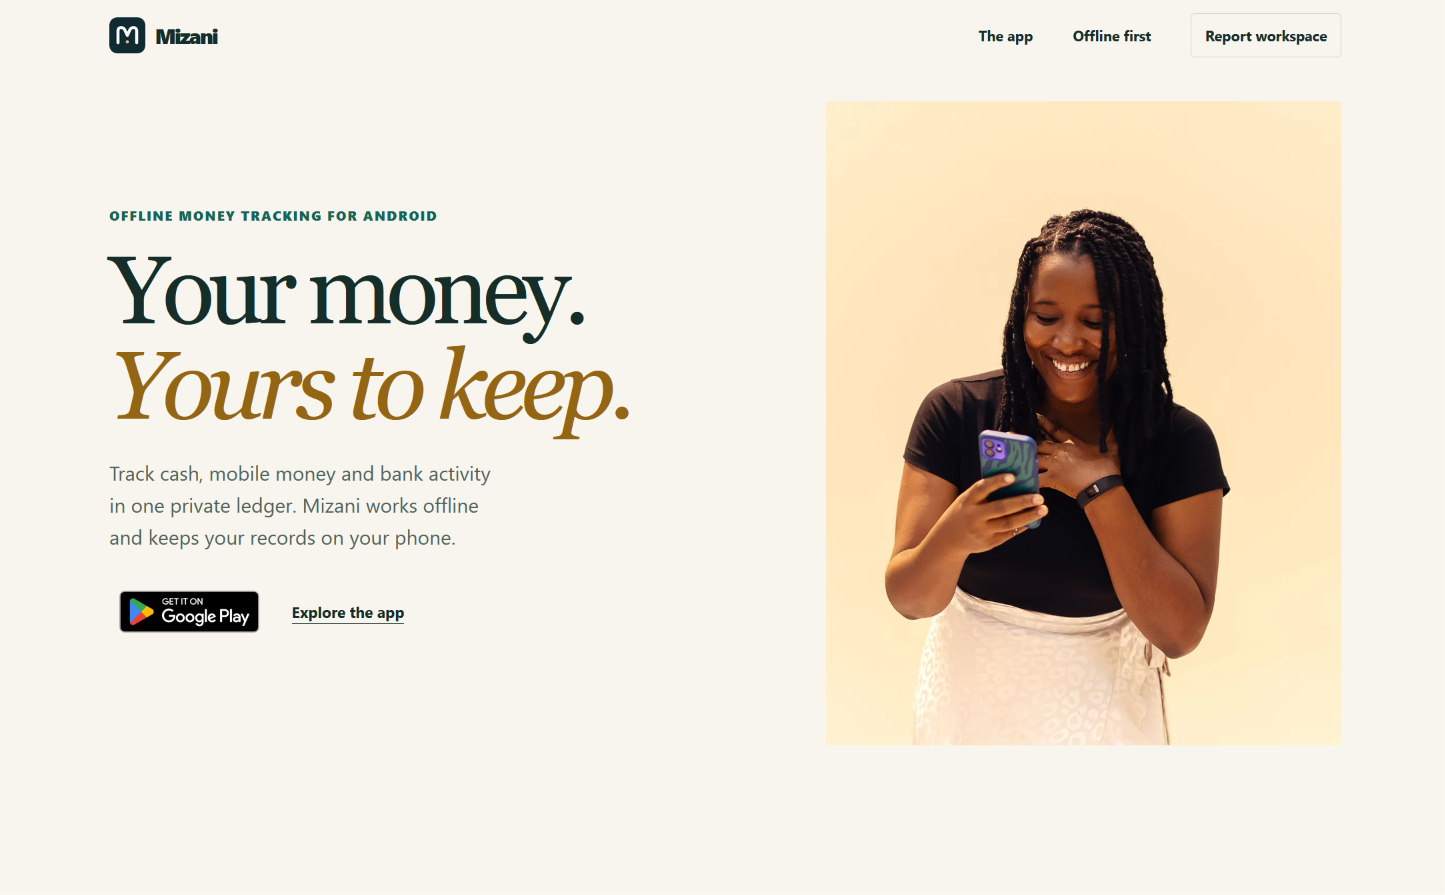 Mizani
The app
Offline first
Report workspace
OFFLINE MONEY TRACKING FOR ANDROID
Your money.
Yours to keep.
Track cash, mobile money and bank activity
in one private ledger. Mizani works offline
and keeps your records on your phone.
GET IT ON
Google Play
Explore the app